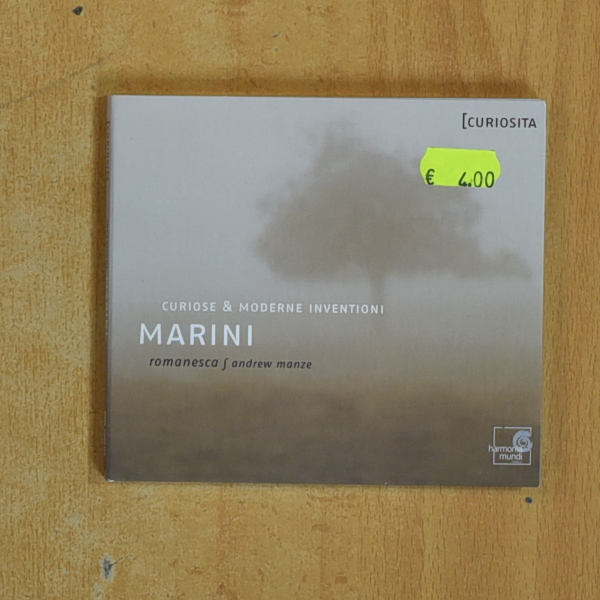 [CURIOSITA
€ 4.00
CURIOSE & MODERNE INVENTIONI
MARINI
romanesca ʃ andrew manze
harmonia
mundi